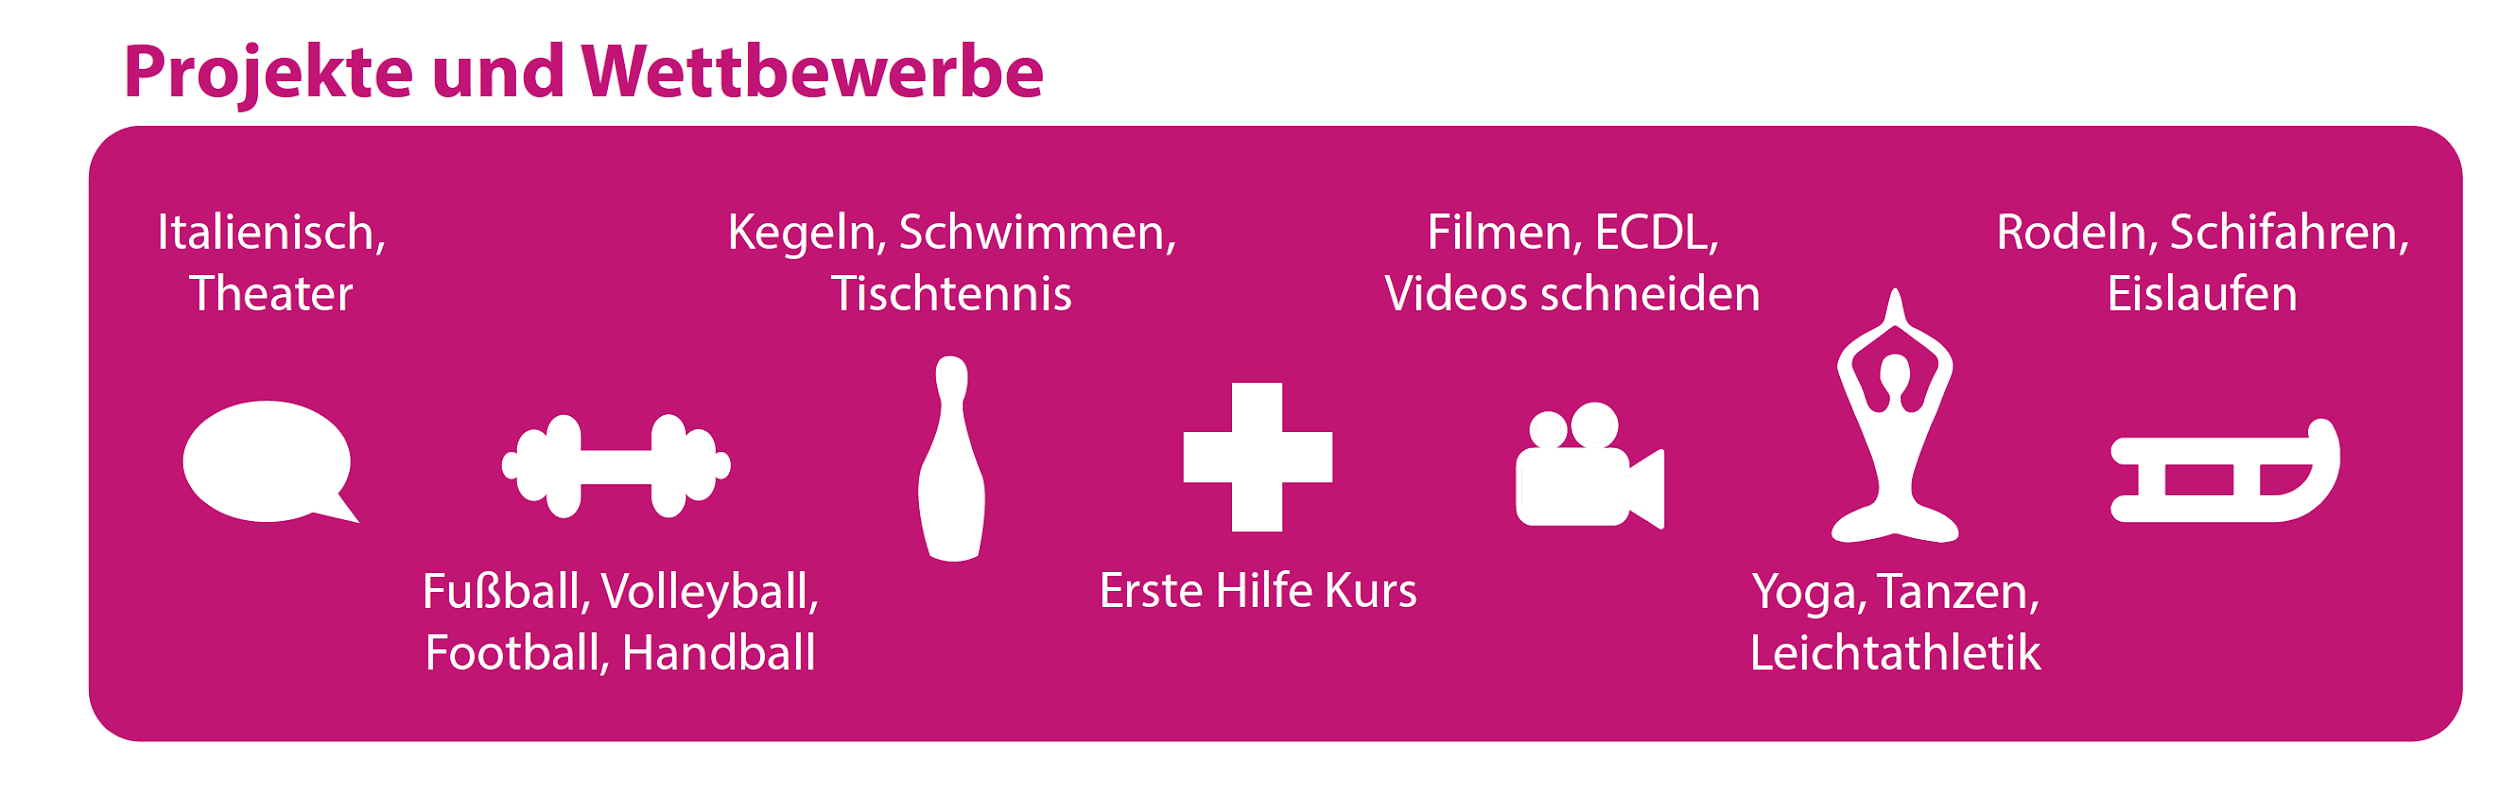 Projekte und Wettbewerbe
Italienisch,
Theater
Fußball, Volleyball,
Football, Handball
Kegeln, Schwimmen,
Tischtennis
Erste Hilfe Kurs
Filmen, ECDL,
Videos schneiden
Yoga, Tanzen,
Leichtathletik
Rodeln, Schifahren,
Eislaufen